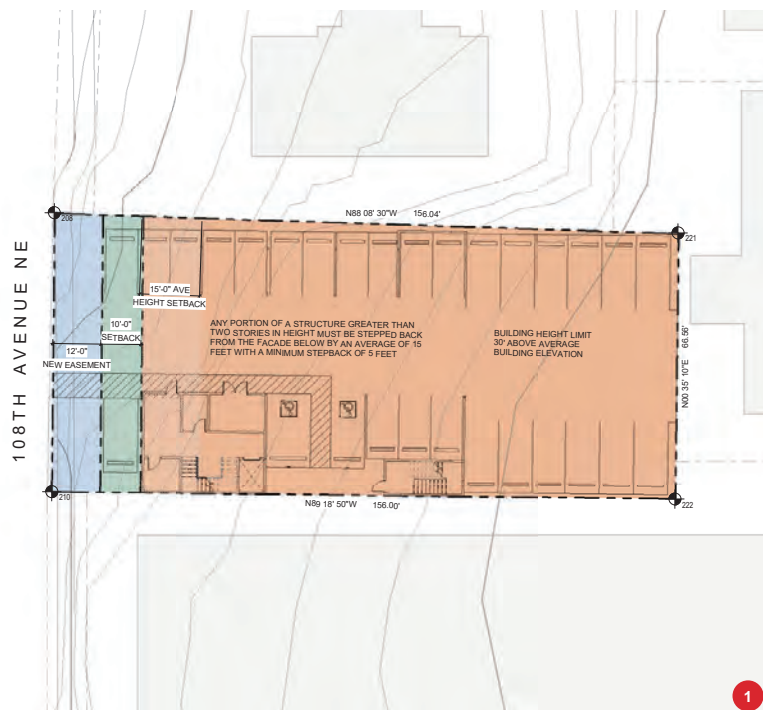 208
N88 08' 30"W 156.04'
221
108TH AVENUE NE
15'-0" AVE
HEIGHT SETBACK
10'-0"
SETBACK
12'-0"
NEW EASEMENT
ANY PORTION OF A STRUCTURE GREATER THAN
TWO STORIES IN HEIGHT MUST BE STEPPED BACK
FROM THE FACADE BELOW BY AN AVERAGE OF 15
FEET WITH A MINIMUM STEPBACK OF 5 FEET
BUILDING HEIGHT LIMIT
30' ABOVE AVERAGE
BUILDING ELEVATION
N00 35' 10"E 66.56'
210
N89 18' 50"W 156.00'
222
1